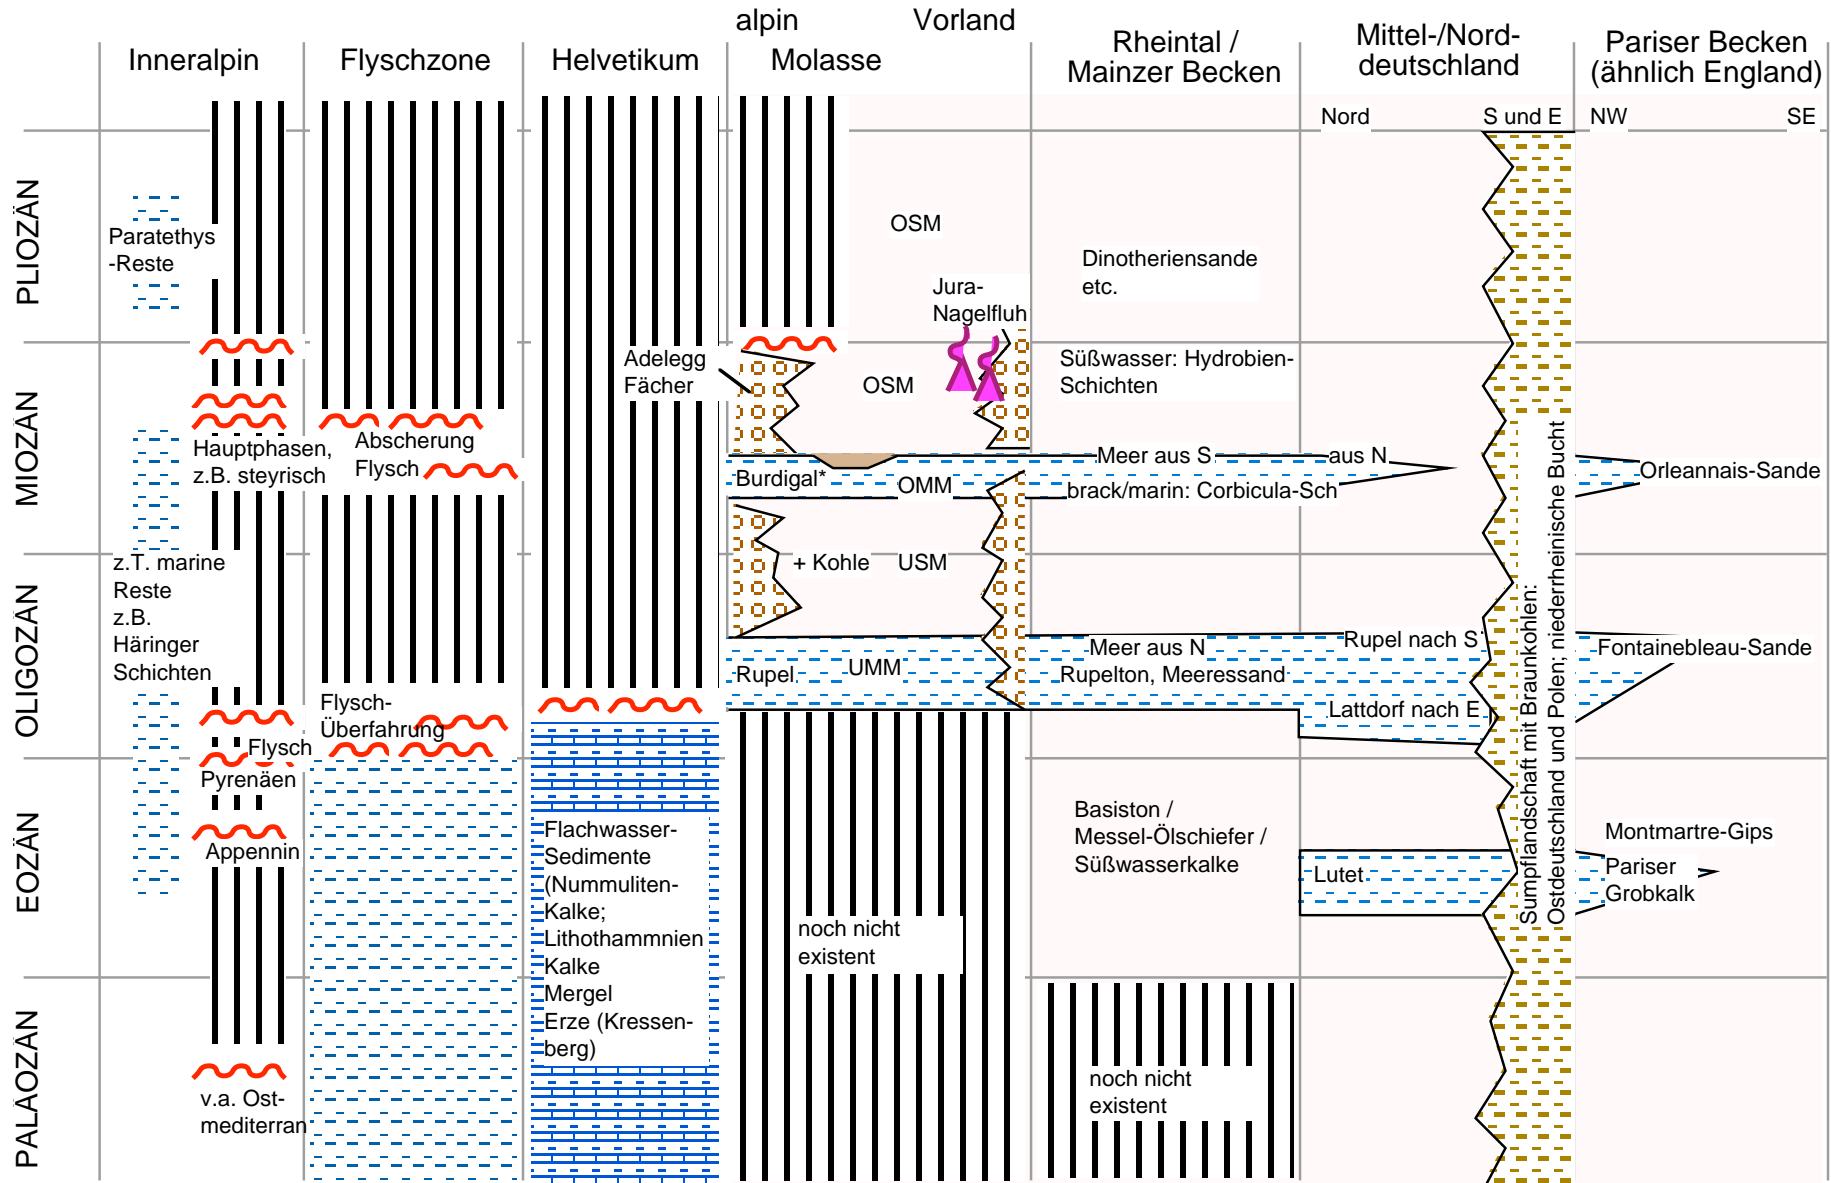 alpin Vorland
Inneralpin
Flyschzone
Helvetikum
Molasse
Rheintal /
Mainzer Becken
Mittel-/Nord-
deutschland
Pariser Becken
(ähnlich England)
Nord
S und E
NW
SE
PLIOZÄN
MIOZÄN
OLIGOZÄN
EOZÄN
PALÄOZÄN
Paratethys
-Reste
Hauptphasen,
z.B. steyrisch
z.T. marine
Reste
z.B.
Häringer
Schichten
Flysch
Pyrenäen
Appennin
v.a. Ost-
mediterran
Abscherung
Flysch
Flysch-
Überfahrung
Flachwasser-
Sedimente
(Nummuliten-
Kalke;
Lithothammnien
Kalke
Mergel
Erze (Kressen-
berg)
Adelegg
Fächer
OSM
Jura-
Nagelfluh
OSM
Burdigal*
OMM
+ Kohle
USM
Rupel
UMM
noch nicht
existent
Dinotheriensande
etc.
Süßwasser: Hydrobien-
Schichten
Meer aus S
brack/marin: Corbicula-Sch
Meer aus N
Rupelton, Meeressand
Basiston /
Messel-Ölschiefer /
Süßwasserkalke
noch nicht
existent
aus N
Rupel nach S
Lattdorf nach E
Lutet
Sumpflandschaft mit Braunkohlen:
Ostdeutschland und Polen; niederrheinische Bucht
Orleannais-Sande
Fontainebleau-Sande
Montmartre-Gips
Pariser
Grobkalk